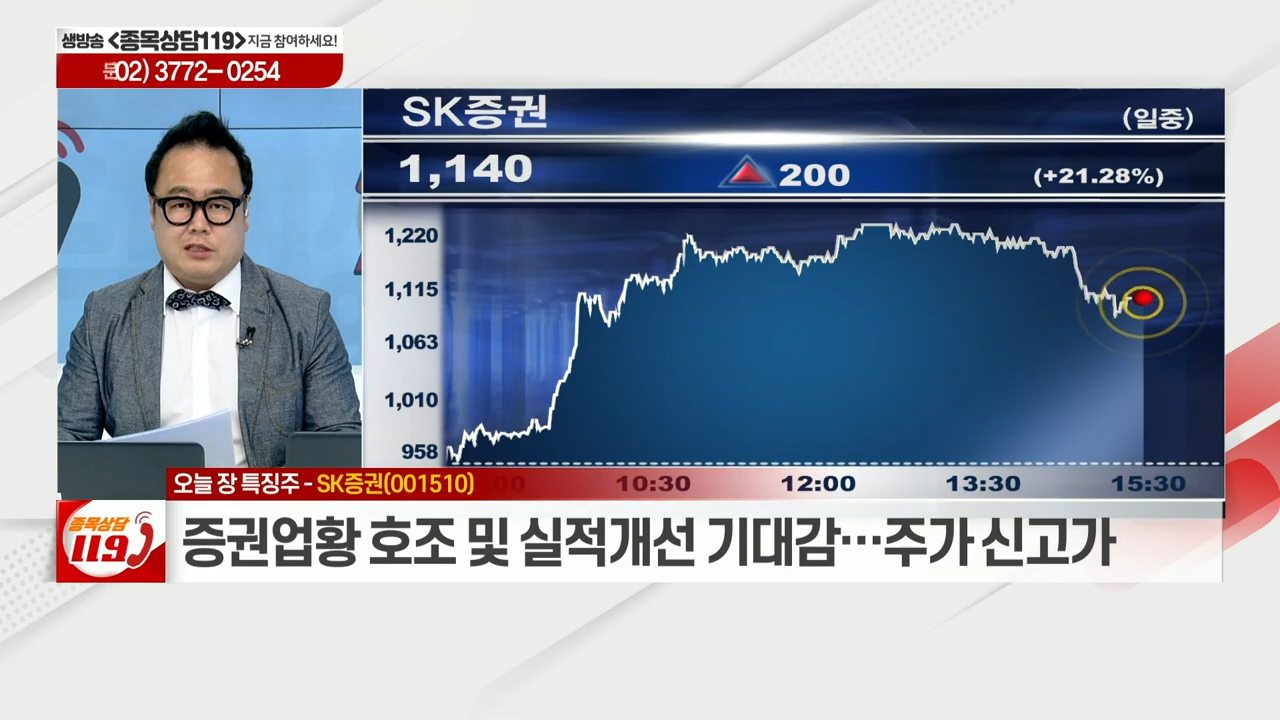 생방송 <종목상담119> 지금 참여하세요!
문 02) 3772-0254
SK증권
(일중)
1,140
200
(+21.28%)
1,220
1,115
1,063
1,010
958
:00
10:30
12:00
13:30
15:30
오늘 장 특징주 - SK증권(001510)
종목상담
119
증권업황 호조 및 실적개선 기대감…주가 신고가